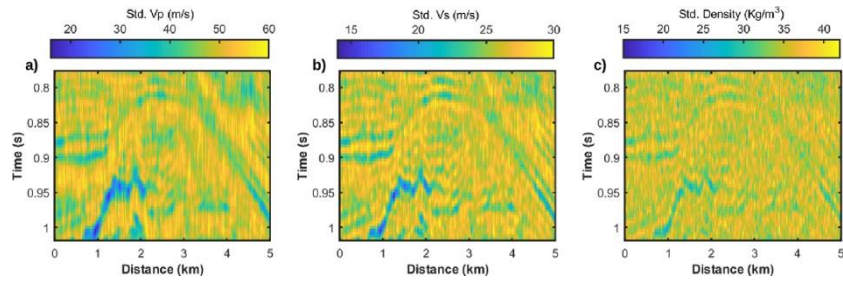 Std. Vp (m/s)
20 30 40 50 60
a)
0.8
0.85
0.9
0.95
1
Time (s)
0 1 2 3 4 5
Distance (km)
Std. Vs (m/s)
15 20 25 30
b)
0.8
0.85
0.9
0.95
1
Time (s)
0 1 2 3 4 5
Distance (km)
Std. Density (Kg/m³)
15 20 25 30 35 40
c)
0.8
0.85
0.9
0.95
1
Time (s)
0 1 2 3 4 5
Distance (km)